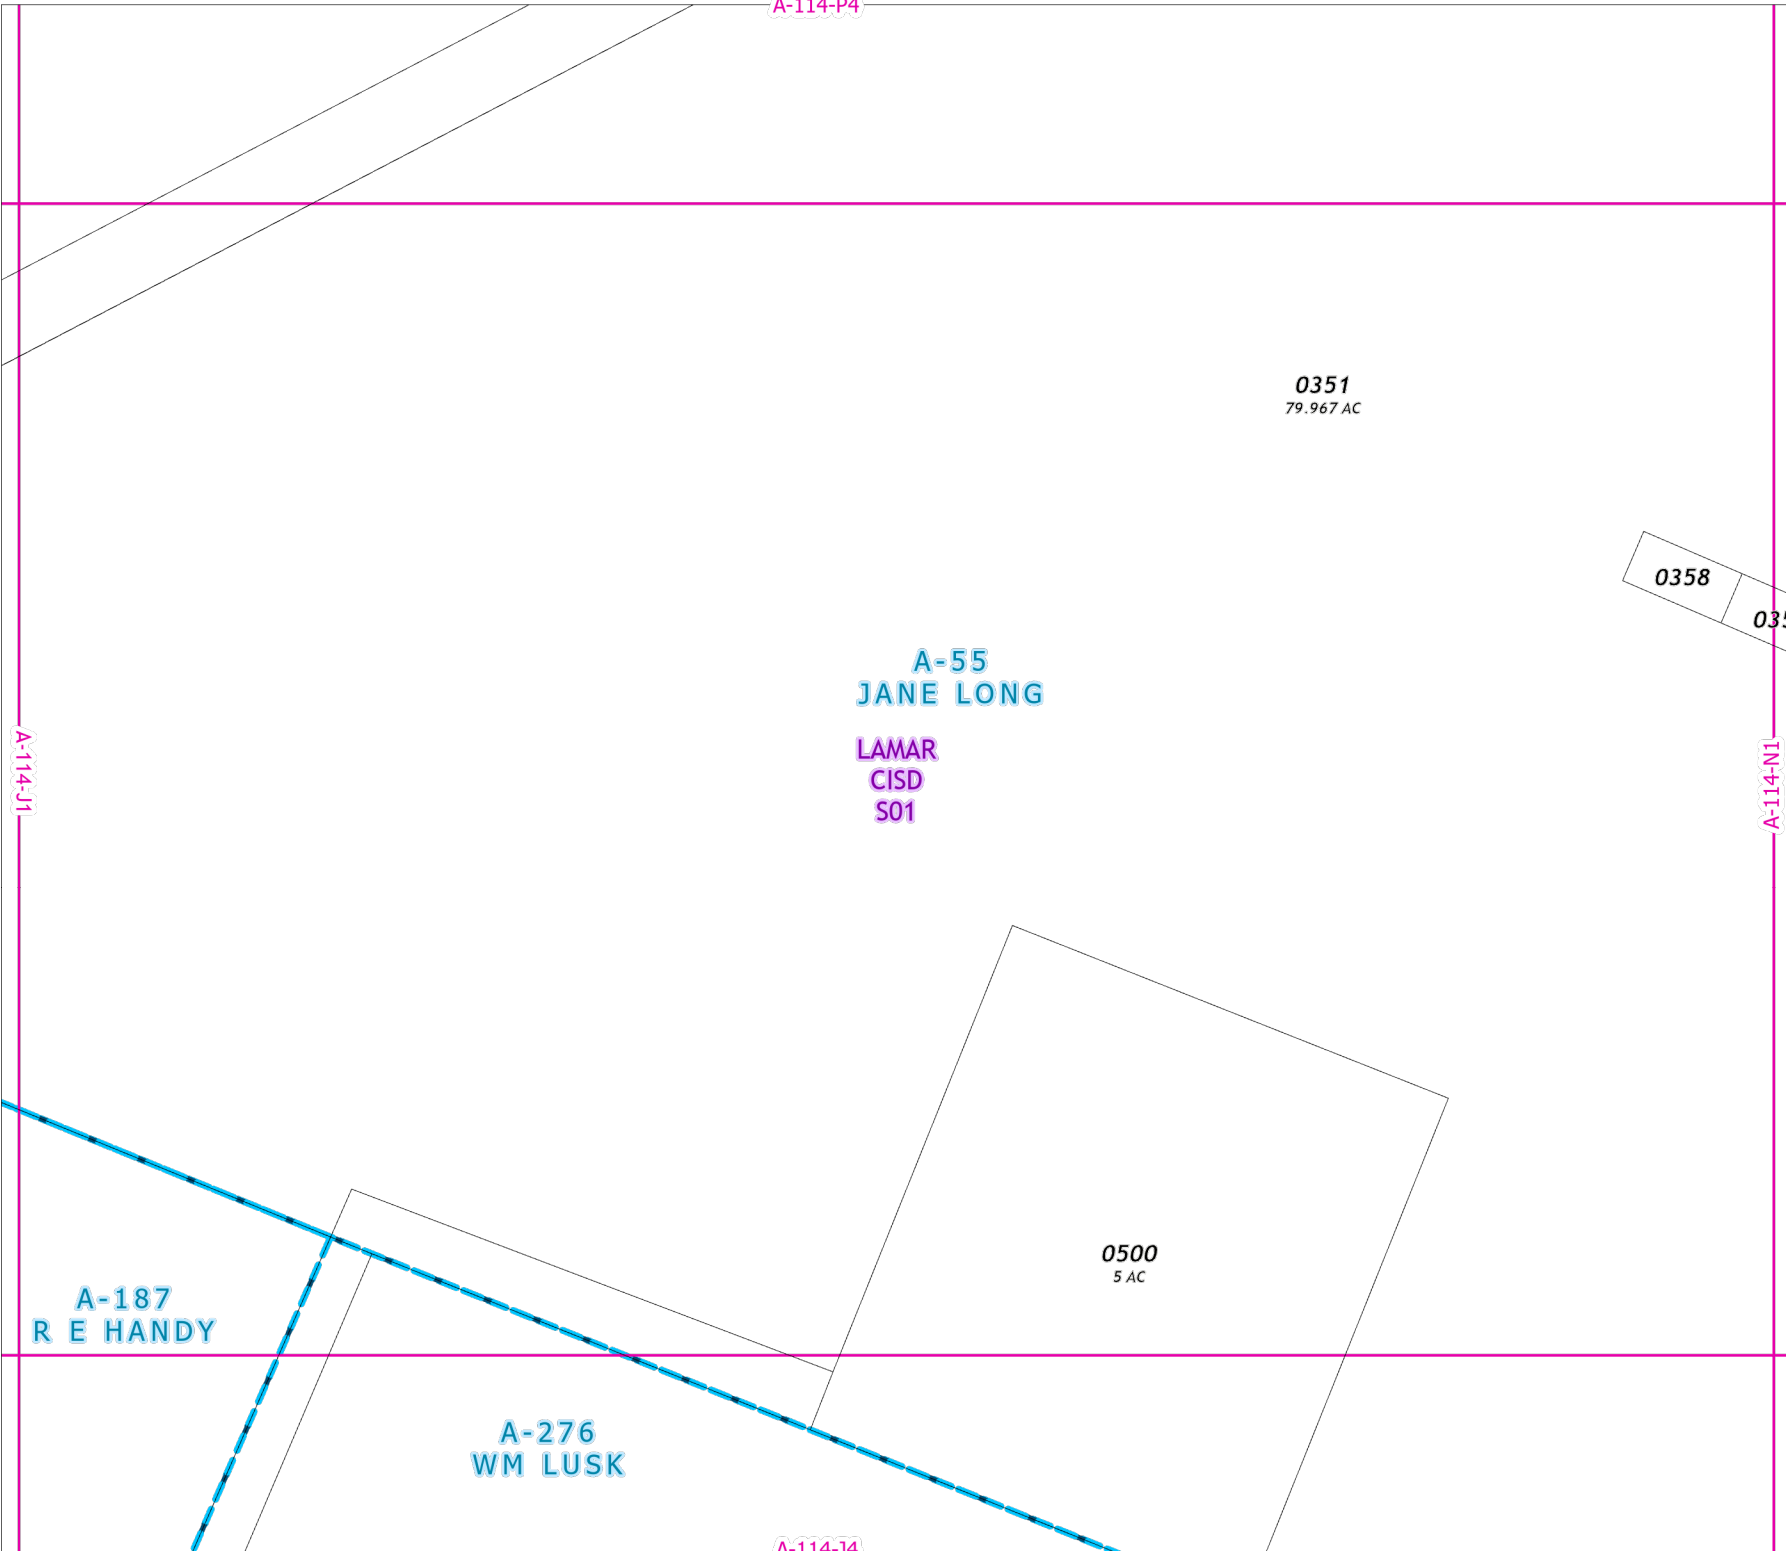 A-114-P4
0351
79.967 AC
0358
A-55
JANE LONG
LAMAR
CISD
S01
A-114-J1
A-114-N1
0500
5 AC
A-187
R E HANDY
A-276
WM LUSK
A-114-J4